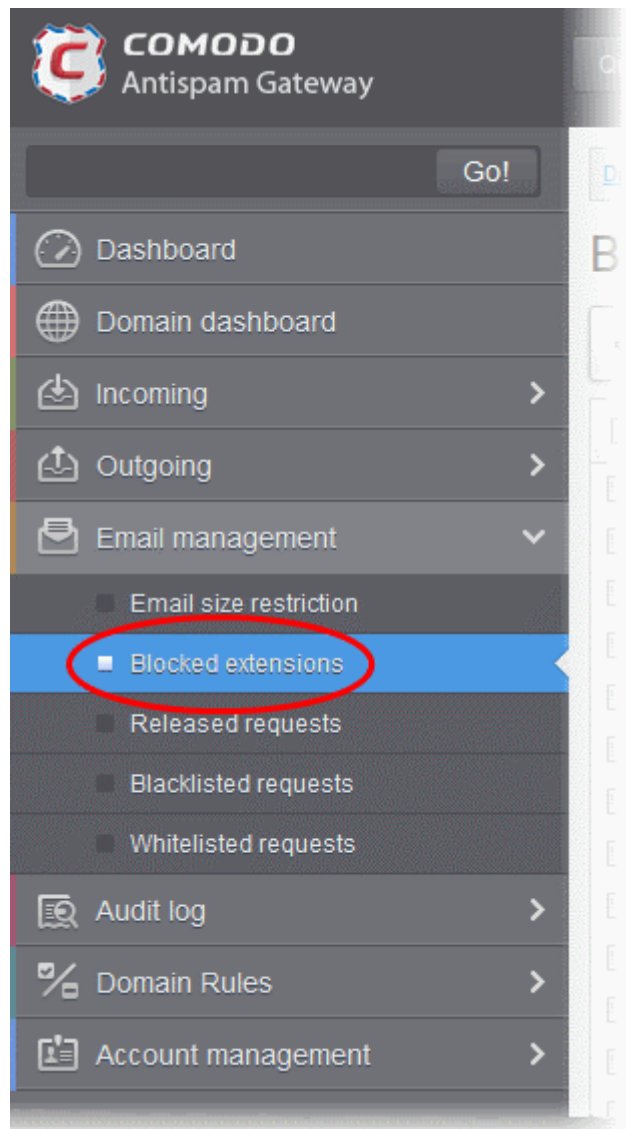 COMODO
Antispam Gateway
Go!
Dashboard
B
Domain dashboard
Incoming
Outgoing
Email management
Email size restriction
Blocked extensions
Released requests
Blacklisted requests
Whitelisted requests
Audit log
Domain Rules
Account management